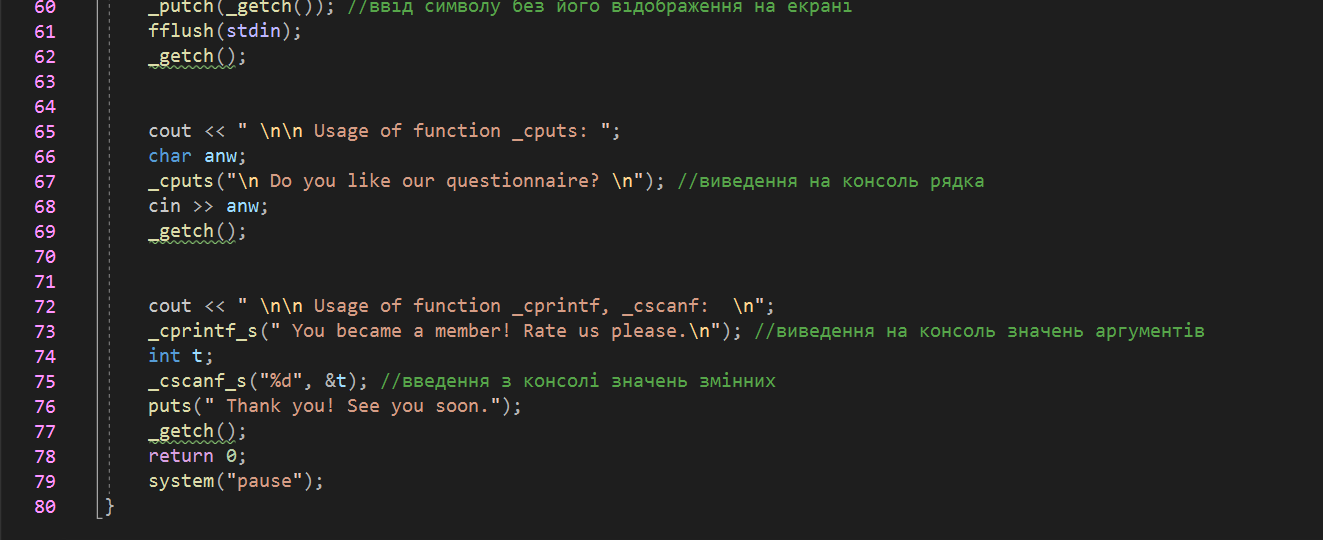 60 _putch(_getch()); //ввід символу без його відображення на екрані
61 fflush(stdin);
62 _getch();
63
64
65 cout << " \n\n Usage of function _cputs: ";
66 char anw;
67 _cputs("\n Do you like our questionnaire? \n"); //виведення на консоль рядка
68 cin >> anw;
69 _getch();
70
71
72 cout << " \n\n Usage of function _cprintf, _cscanf:  \n";
73 _cprintf_s(" You became a member! Rate us please.\n"); //виведення на консоль значень аргументів
74 int t;
75 _cscanf_s("%d", &t); //введення з консолі значень змінних
76 puts(" Thank you! See you soon.");
77 _getch();
78 return 0;
79 system("pause");
80 }